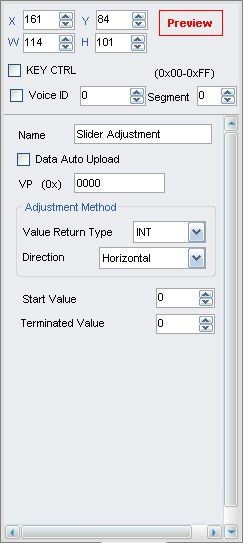 X 161 Y 84 Preview
W 114 H 101
KEY CTRL (0x00-0xFF)
Voice ID 0 Segment 0
Name Slider Adjustment
Data Auto Upload
VP (0x) 0000
Adjustment Method
Value Return Type INT
Direction Horizontal
Start Value 0
Terminated Value 0